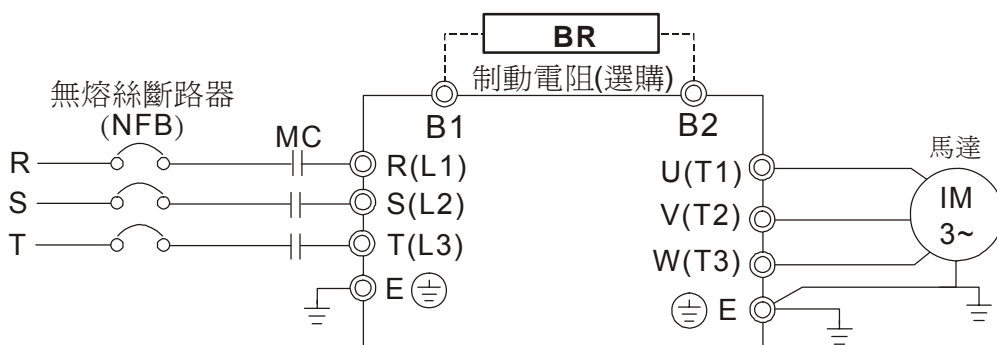 BR
制動電阻(選購)
無熔絲斷路器
(NFB)
MC
B1
B2
馬達
R
R(L1)
U(T1)
S
S(L2)
V(T2)
IM
3~
T
T(L3)
W(T3)
E
E